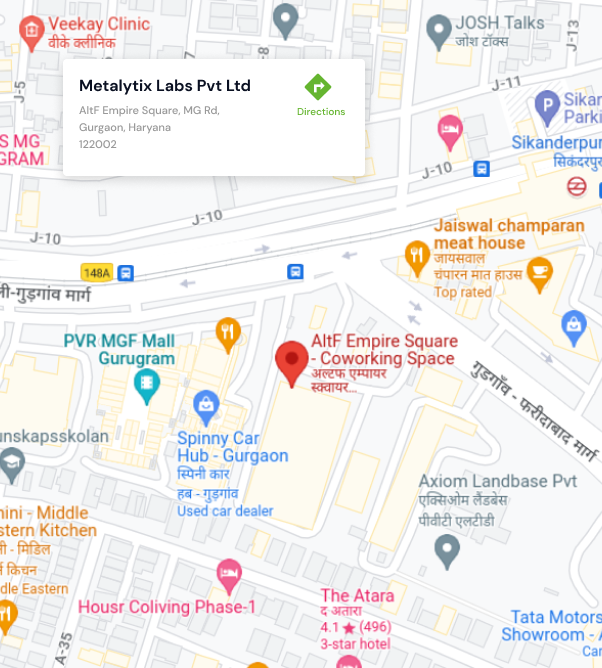 Veekay Clinic
वीके क्लीनिक
JOSH Talks
जोश टॉक्स
J-13
J-5
J-11
Metalytix Labs Pvt Ltd
AltF Empire Square, MG Rd,
Gurgaon, Haryana
122002
Directions
S MG
GRAM
Sikanderpur
सिकंदरपुर
J-10
J-10
J-10
148A
Jaiswal champaran
meat house
जायसवाल
चंपारन मीट हाउस
Top rated
ली-गुड़गांव मार्ग
PVR MGF Mall
Gurugram
AltF Empire Square
- Coworking Space
अल्टफ एम्पायर
स्क्वायर...
गुड़गाँव - फरीदाबाद मार्ग
unskapsskolan
Spinny Car
Hub - Gurgaon
स्पिनी कार
हब - गुड़गांव
Used car dealer
Axiom Landbase Pvt
एक्सिओम लैंडबेस
पीवीटी एलटीडी
nini - Middle
stern Kitchen
नी - मिडिल
र्न किचन
dle Eastern
Housr Coliving Phase-1
The Atara
द अतारा
4.1 ★ (496)
3-star hotel
Tata Motors
Showroom - A
Car
A-35